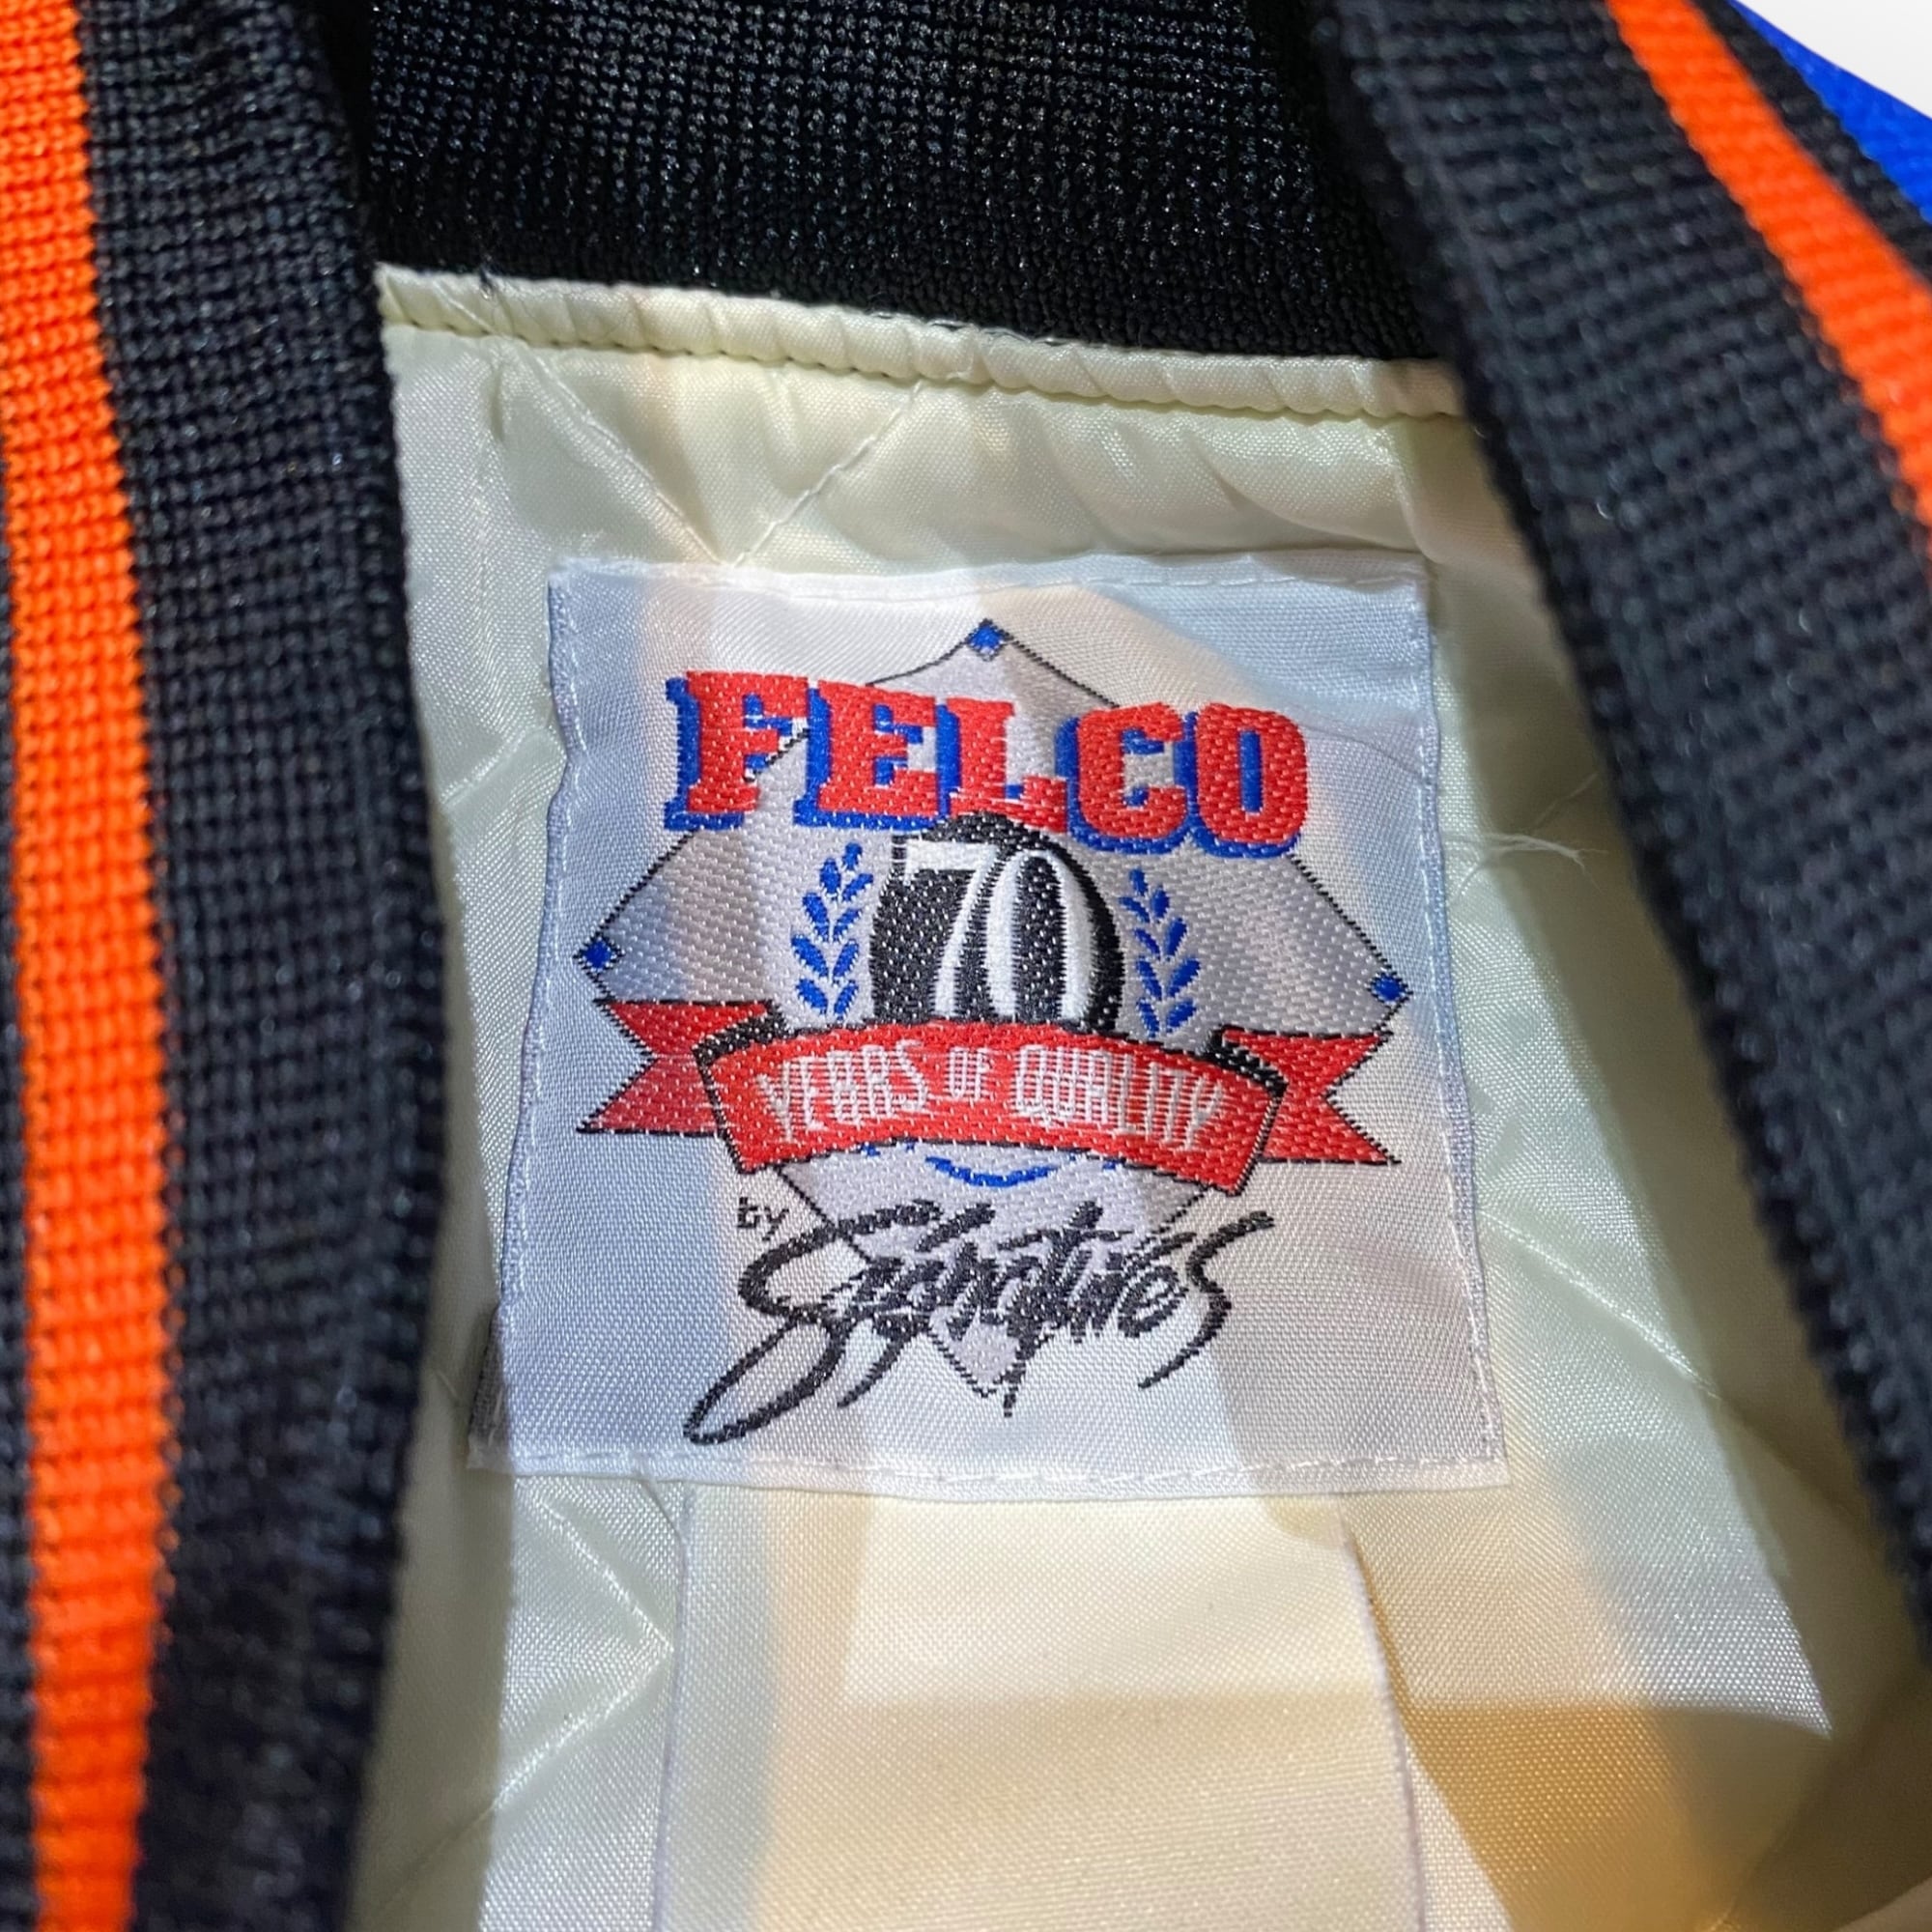 FELCO
70
YEARS OF QUALITY
by
Signatures